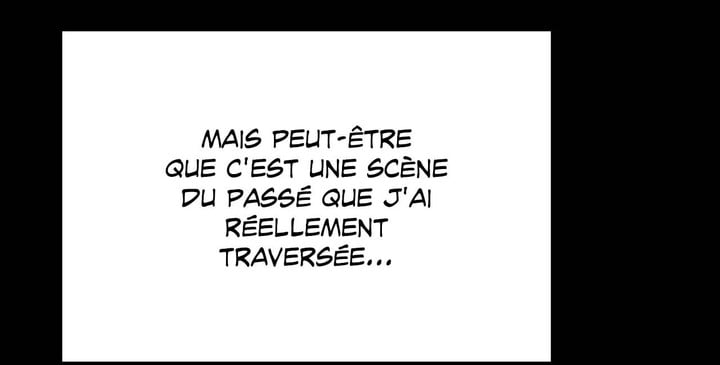 MAIS PEUT-ÊTRE
QUE C'EST UNE SCÈNE
DU PASSÉ QUE J'AI
RÉELLEMENT
TRAVERSÉE...